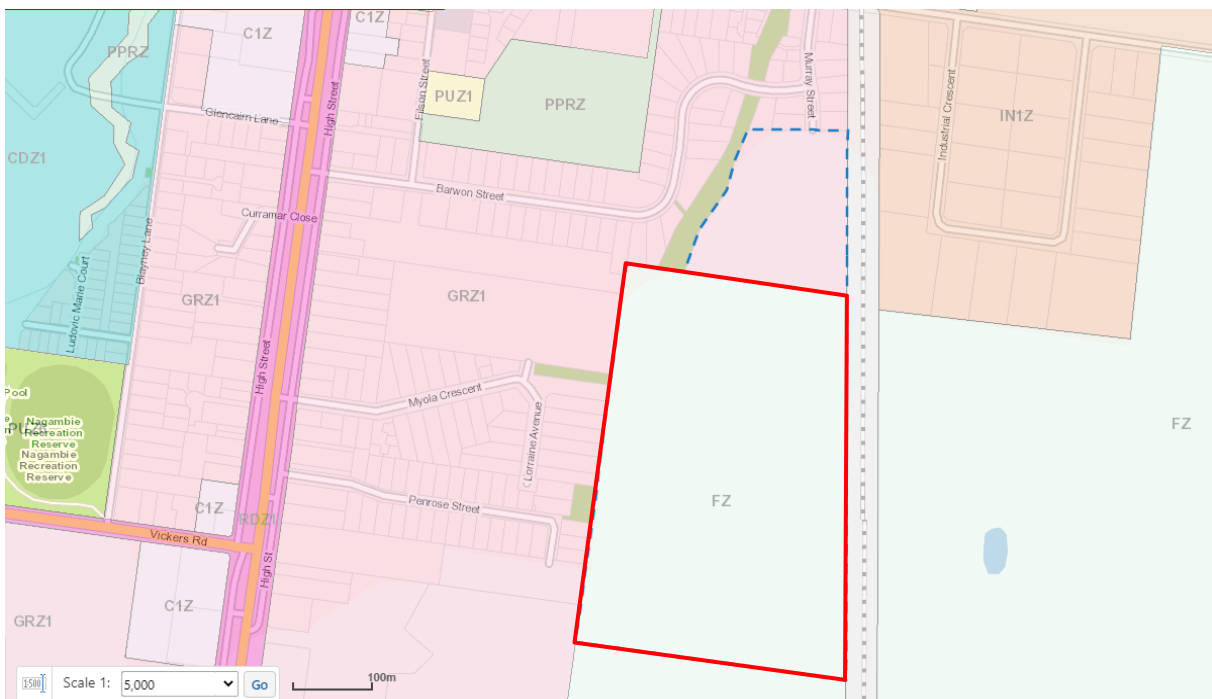 C1Z
C1Z
PPRZ
Filson Street
Murray Street
PUZ1
PPRZ
IN1Z
Industrial Crescent
High Street
Glencairn Lane
CDZ1
Barwon Street
Curramar Close
Blayney Lane
Ludovic Marie Court
GRZ1
GRZ1
High Street
Myola Crescent
Lorraine Avenue
Pool
Nagambie
Recreation
Reserve
Nagambie
Recreation
Reserve
FZ
FZ
Penrose Street
C1Z
RDZ1
Vickers Rd
High St
C1Z
GRZ1
1:500
Scale 1:
5,000
Go
100m